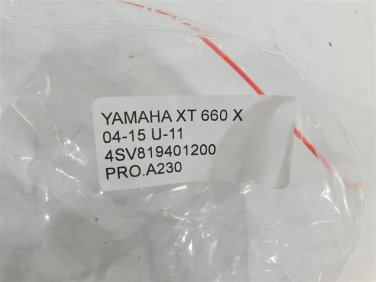 YAMAHA XT 660 X
04-15 U-11
4SV819401200
PRO.A230